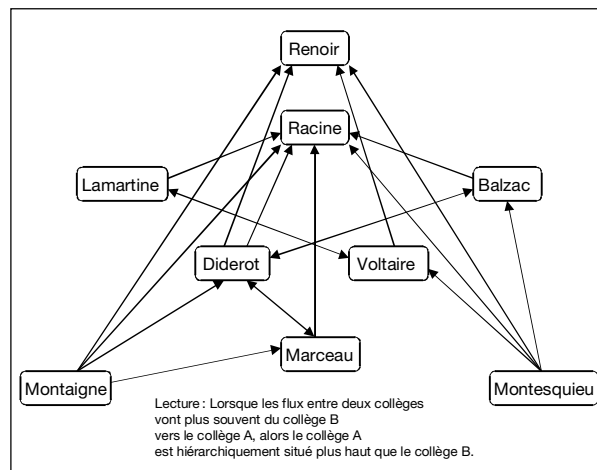 Renoir
Racine
Lamartine
Balzac
Diderot
Voltaire
Marceau
Montaigne
Montesquieu
Lecture : Lorsque les flux entre deux collèges
vont plus souvent du collège B
vers le collège A, alors le collège A
est hiérarchiquement situé plus haut que le collège B.